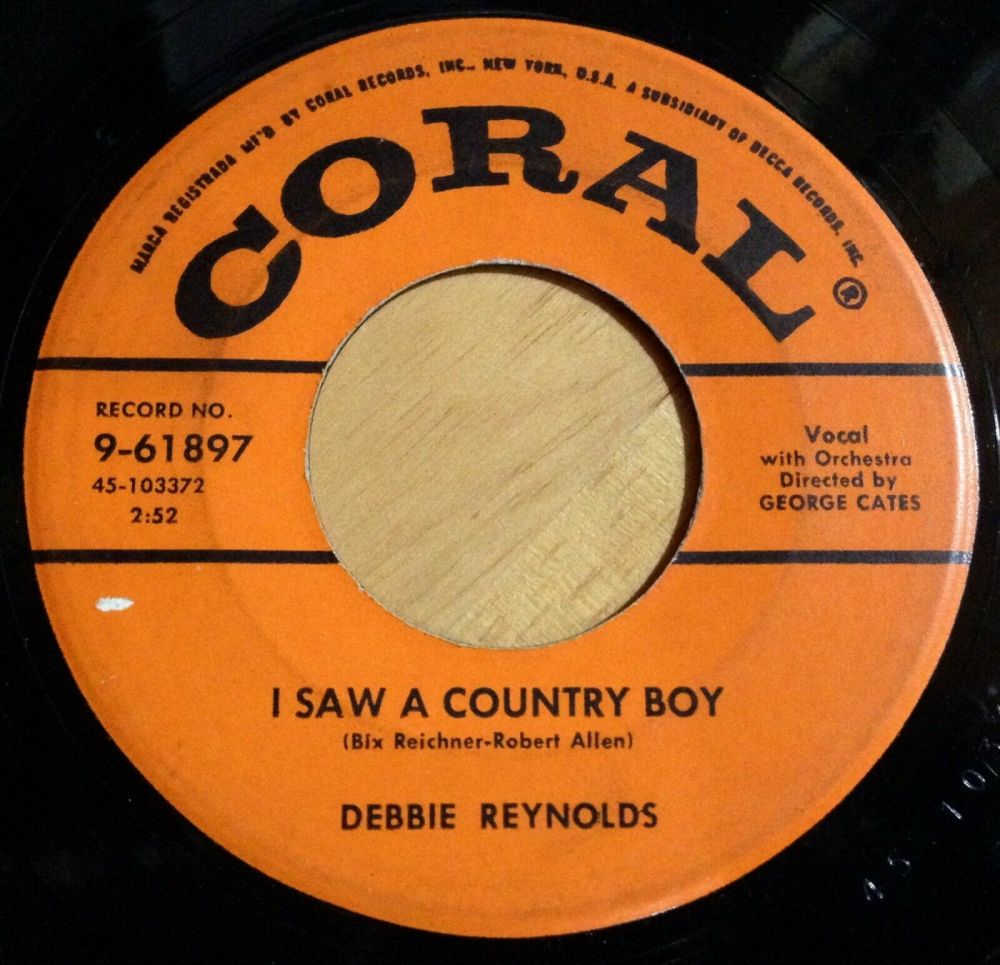 MARCA REGISTRADA MF'D BY CORAL RECORDS, INC., NEW YORK, U.S.A. A SUBSIDIARY OF DECCA RECORDS, INC.
CORAL®
RECORD NO.
9-61897
45-103372
2:52
Vocal
with Orchestra
Directed by
GEORGE CATES
I SAW A COUNTRY BOY
(Bix Reichner-Robert Allen)
DEBBIE REYNOLDS
45-103